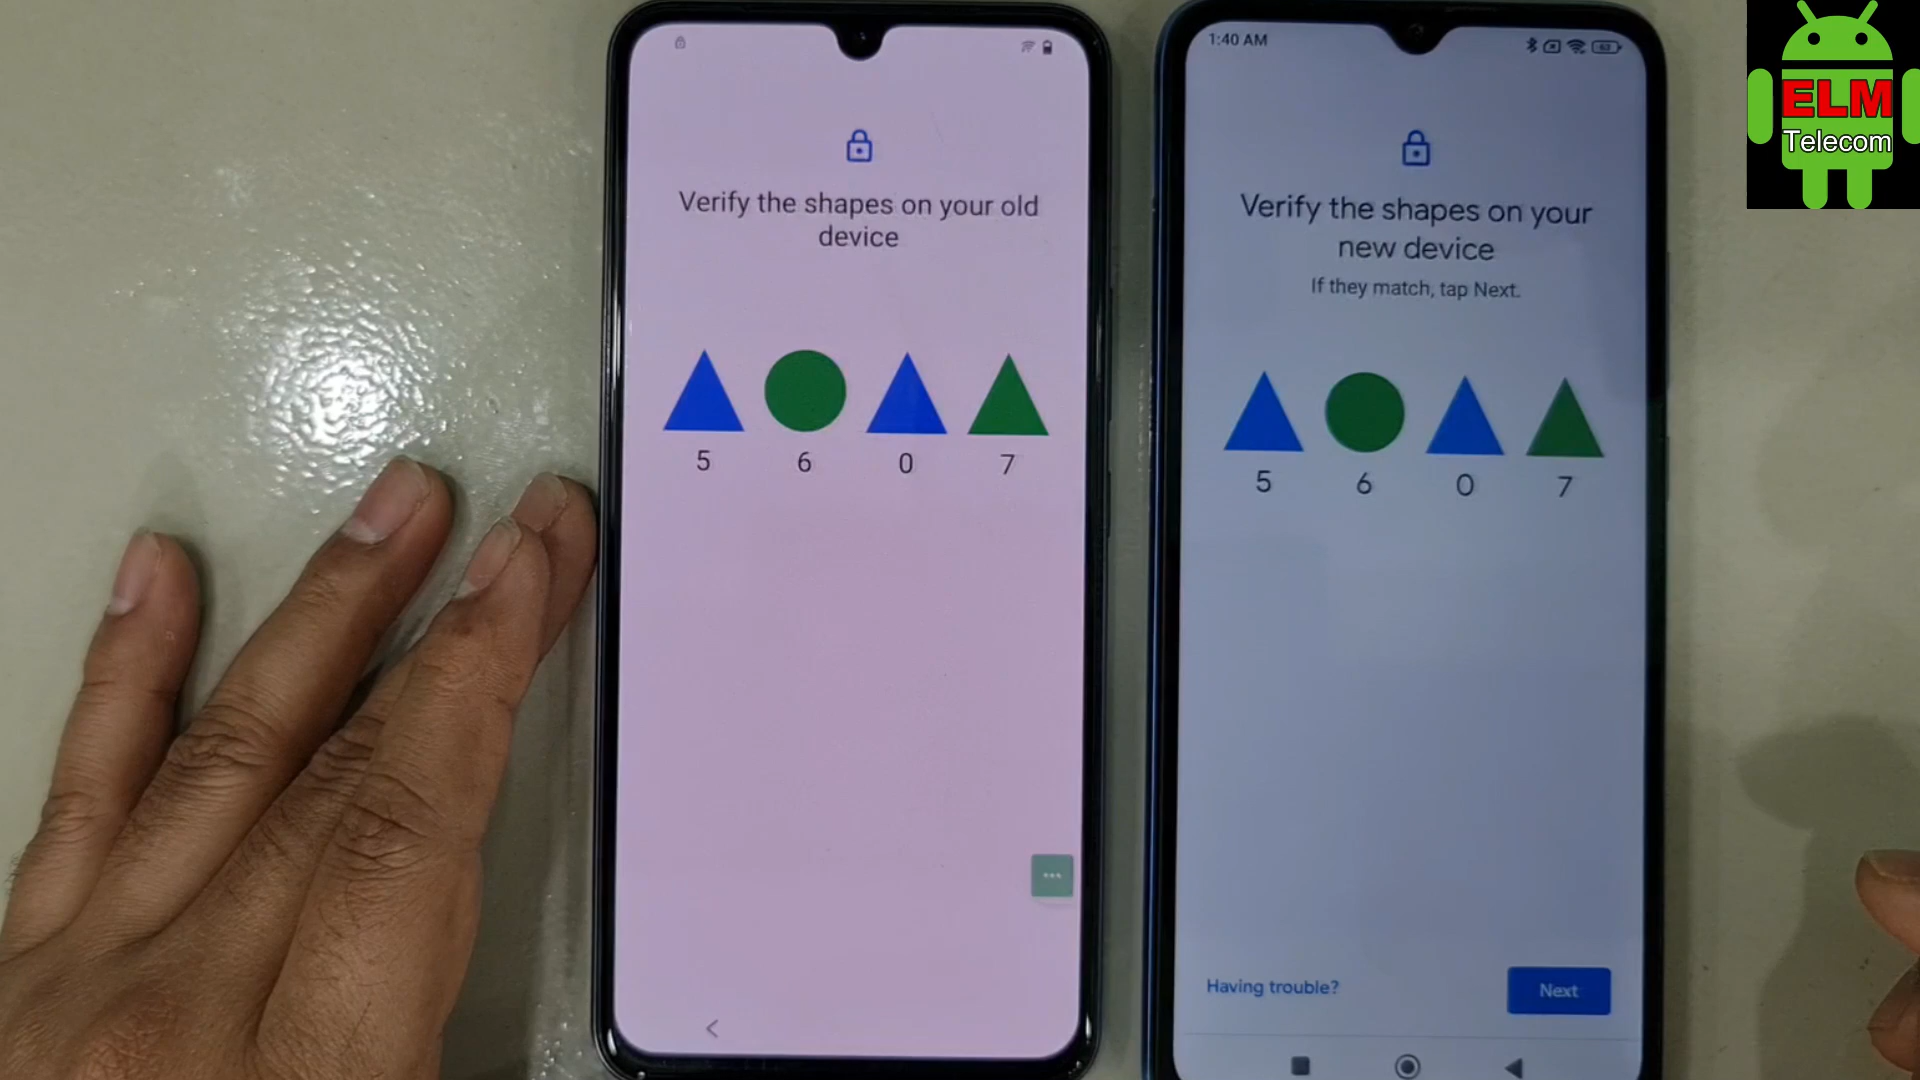 Verify the shapes on your old
device
5 6 0 7
1:40 AM
63
Verify the shapes on your
new device
If they match, tap Next.
5 6 0 7
Having trouble?
Next
ELM
Telecom